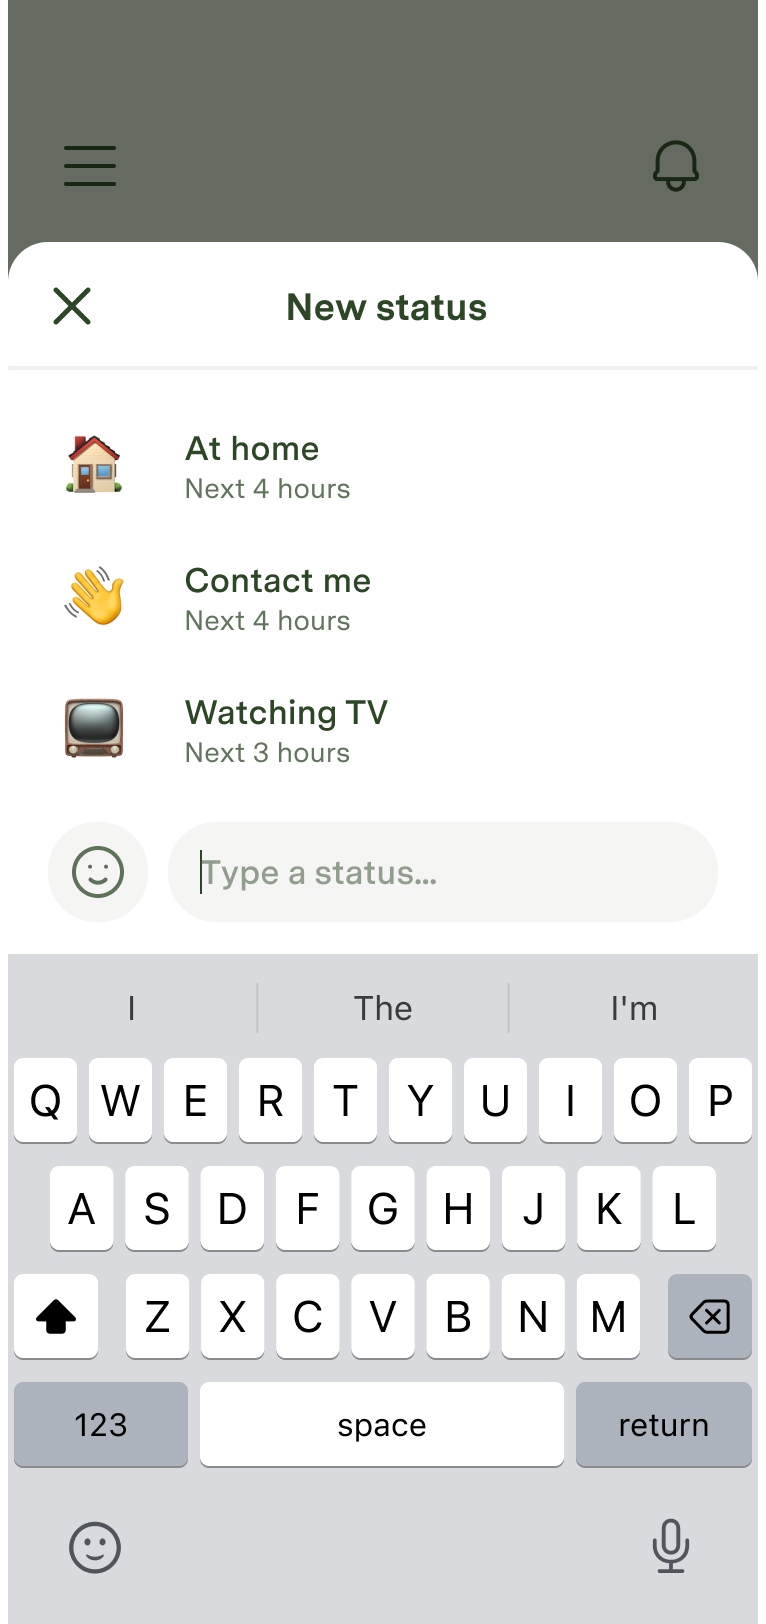 New status
At home
Next 4 hours
Contact me
Next 4 hours
Watching TV
Next 3 hours
Type a status...
I The I'm
Q W E R T Y U I O P
A S D F G H J K L
Z X C V B N M
123 space return